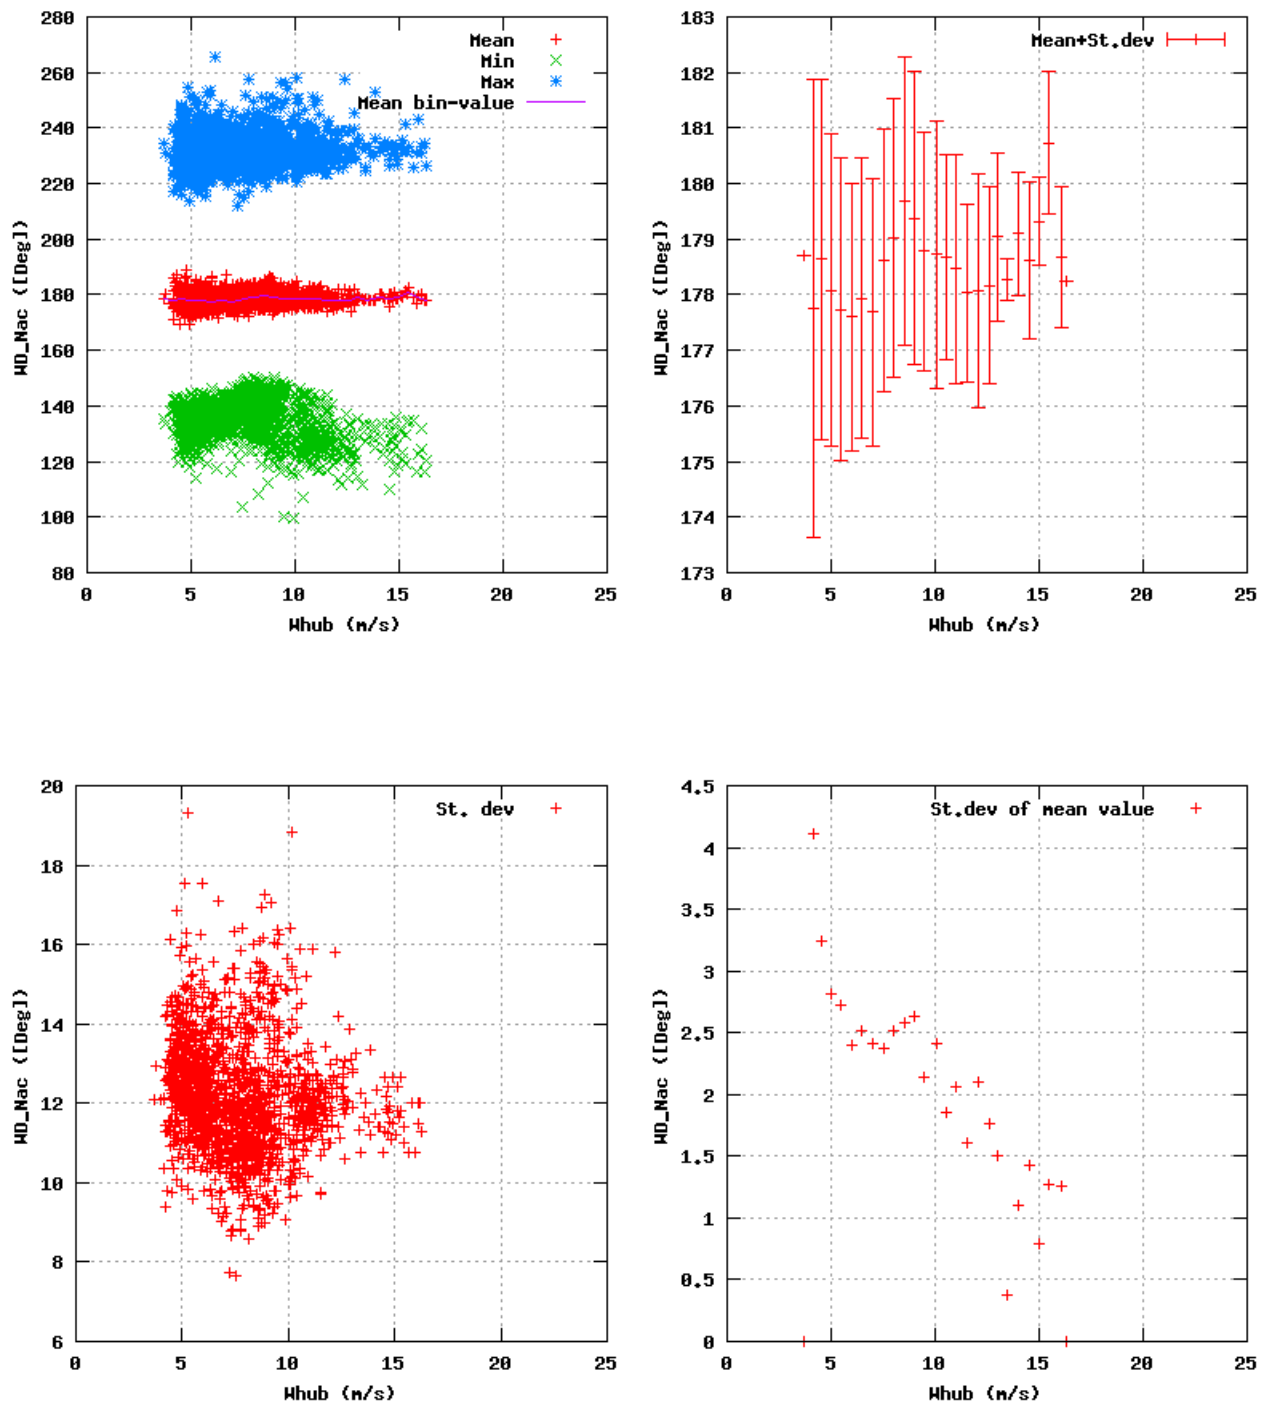 280
260
240
220
200
180
160
140
120
100
80
0 5 10 15 20 25
WD_Nac ([Deg])
Whub (m/s)
Mean
Min
Max
Mean bin-value
183
182
181
180
179
178
177
176
175
174
173
0 5 10 15 20 25
WD_Nac ([Deg])
Whub (m/s)
Mean+St.dev
20
18
16
14
12
10
8
6
0 5 10 15 20 25
WD_Nac ([Deg])
Whub (m/s)
St. dev
4.5
4
3.5
3
2.5
2
1.5
1
0.5
0
0 5 10 15 20 25
WD_Nac ([Deg])
Whub (m/s)
St.dev of mean value